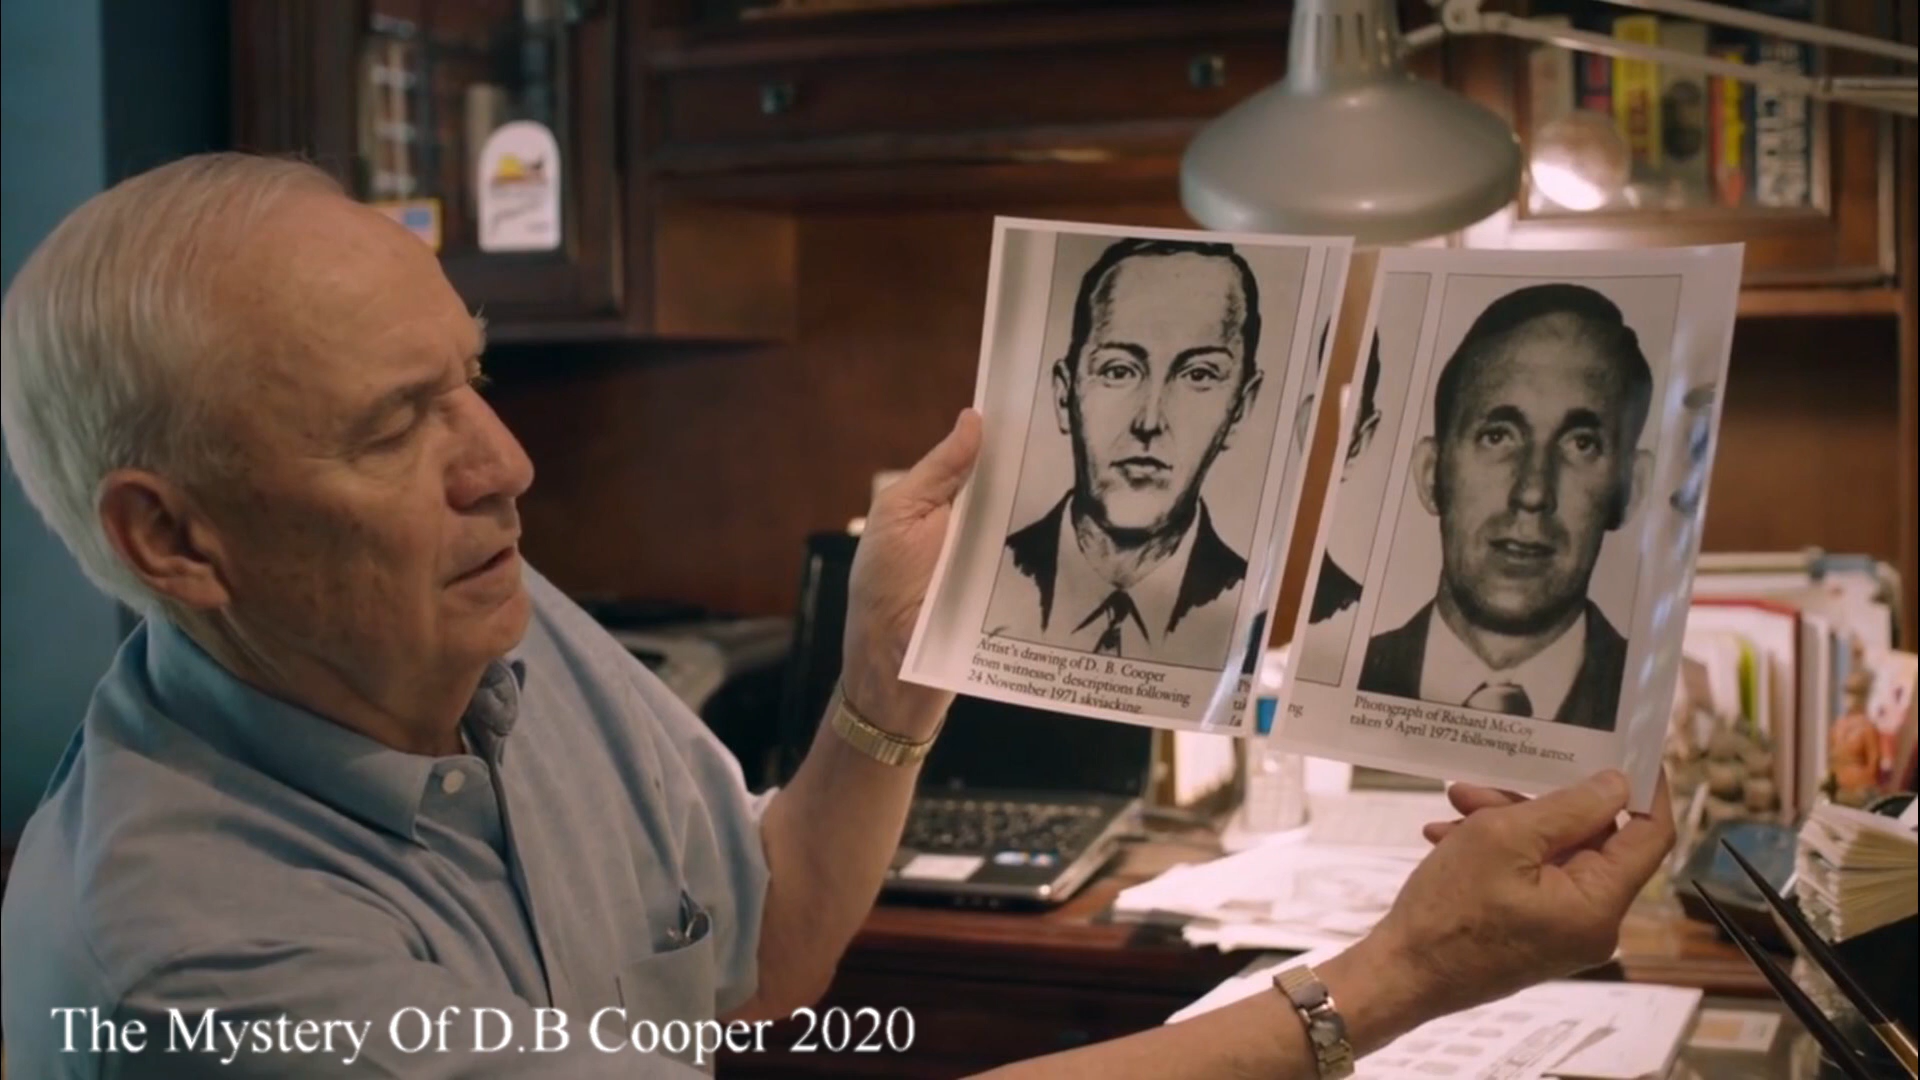 Artist's drawing of D. B. Cooper
from witnesses' descriptions following
24 November 1971 skyjacking.
Photograph of Richard McCoy
taken 9 April 1972 following his arrest.
The Mystery Of D.B Cooper 2020